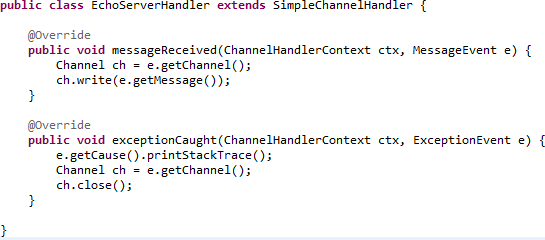 public class EchoServerHandler extends SimpleChannelHandler {
@Override
public void messageReceived(ChannelHandlerContext ctx, MessageEvent e) {
Channel ch = e.getChannel();
ch.write(e.getMessage());
}
@Override
public void exceptionCaught(ChannelHandlerContext ctx, ExceptionEvent e) {
e.getCause().printStackTrace();
Channel ch = e.getChannel();
ch.close();
}
}